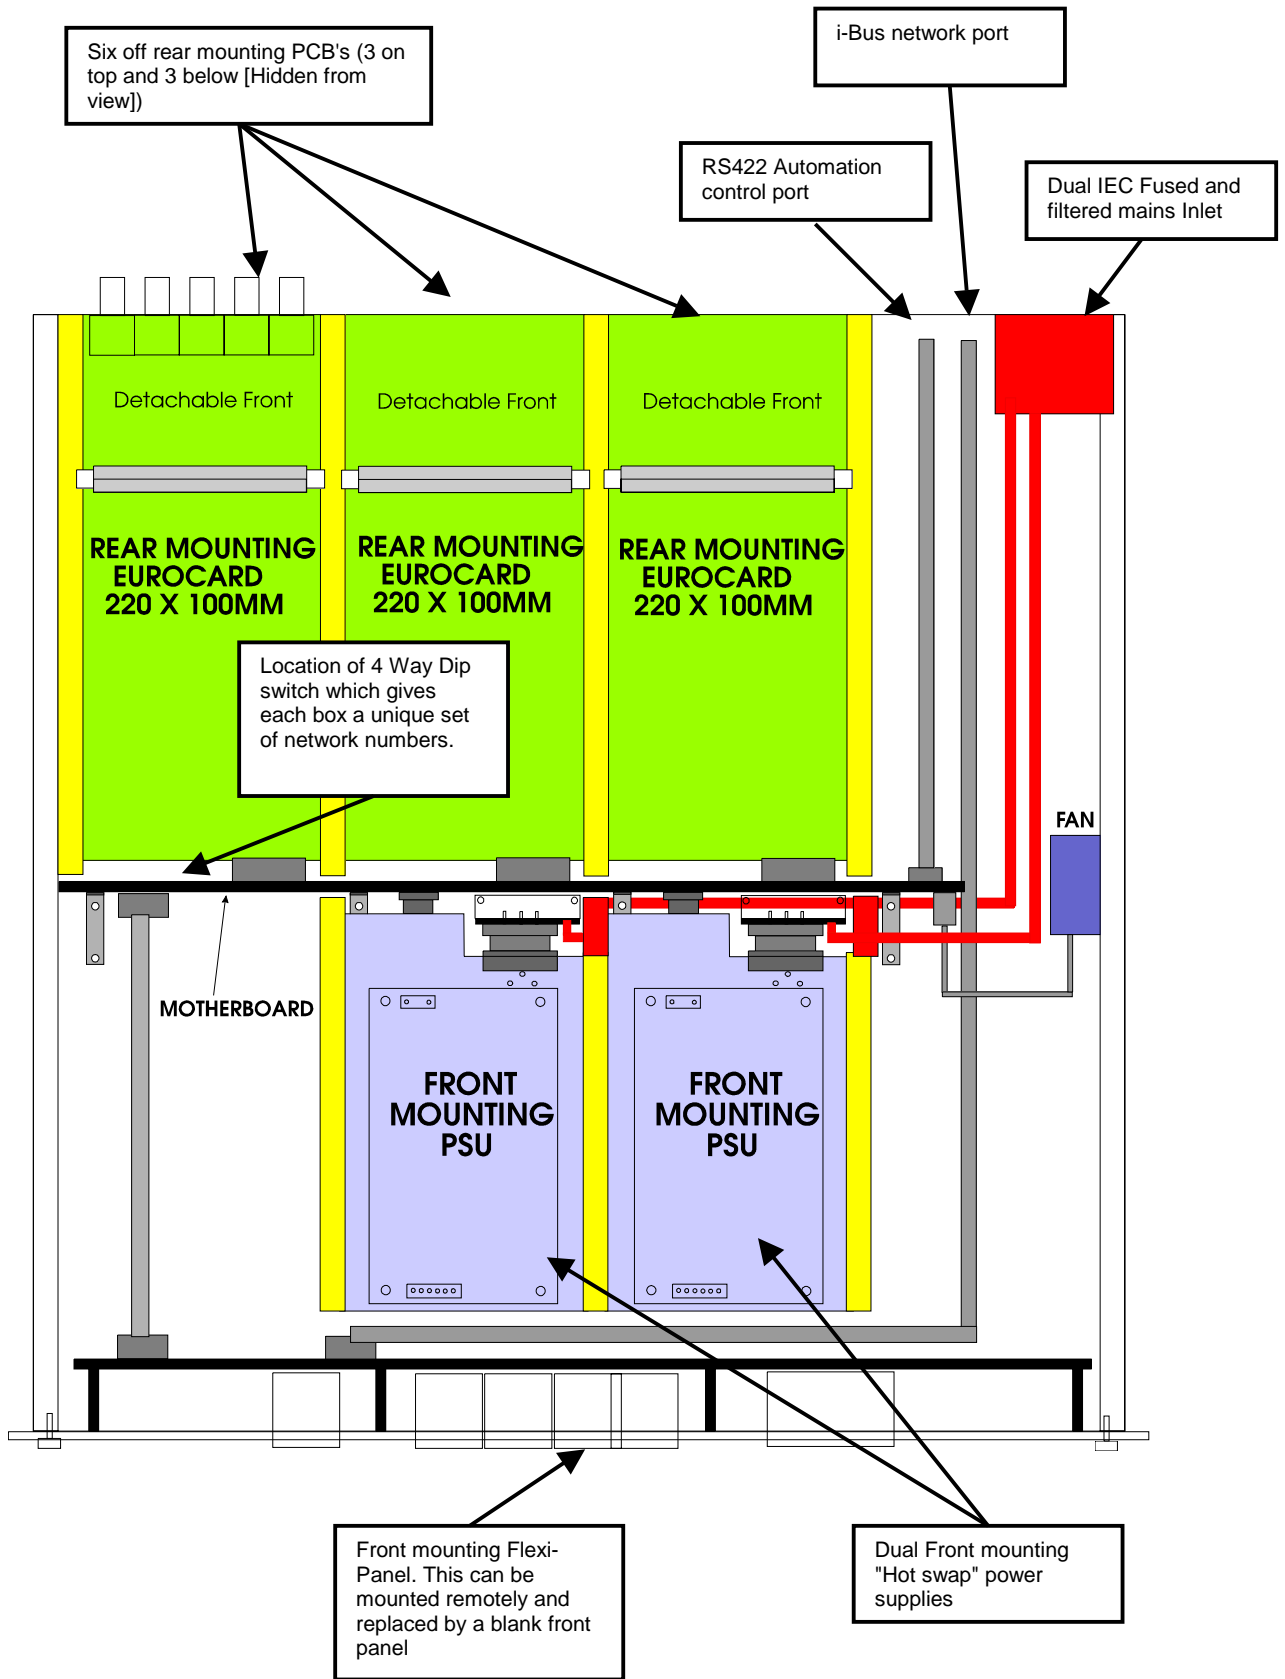 Six off rear mounting PCB's (3 on
top and 3 below [Hidden from
view])
i-Bus network port
RS422 Automation
control port
Dual IEC Fused and
filtered mains Inlet
Detachable Front
Detachable Front
Detachable Front
REAR MOUNTING
EUROCARD
220 X 100MM
REAR MOUNTING
EUROCARD
220 X 100MM
REAR MOUNTING
EUROCARD
220 X 100MM
Location of 4 Way Dip
switch which gives
each box a unique set
of network numbers.
FAN
MOTHERBOARD
FRONT
MOUNTING
PSU
FRONT
MOUNTING
PSU
Front mounting Flexi-
Panel. This can be
mounted remotely and
replaced by a blank front
panel
Dual Front mounting
"Hot swap" power
supplies